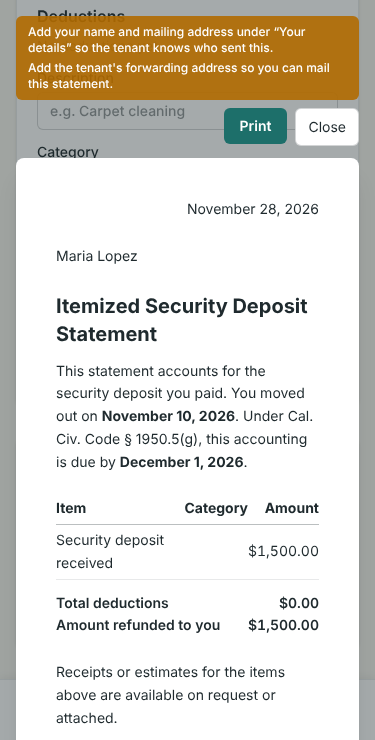 Deductions
Add your name and mailing address under “Your
details” so the tenant knows who sent this.
Add the tenant's forwarding address so you can mail
this statement.
e.g. Carpet cleaning
Print
Close
Category
November 28, 2026
Maria Lopez
Itemized Security Deposit
Statement
This statement accounts for the
security deposit you paid. You moved
out on November 10, 2026. Under Cal.
Civ. Code § 1950.5(g), this accounting
is due by December 1, 2026.
Item Category Amount
Security deposit
received $1,500.00
Total deductions $0.00
Amount refunded to you $1,500.00
Receipts or estimates for the items
above are available on request or
attached.